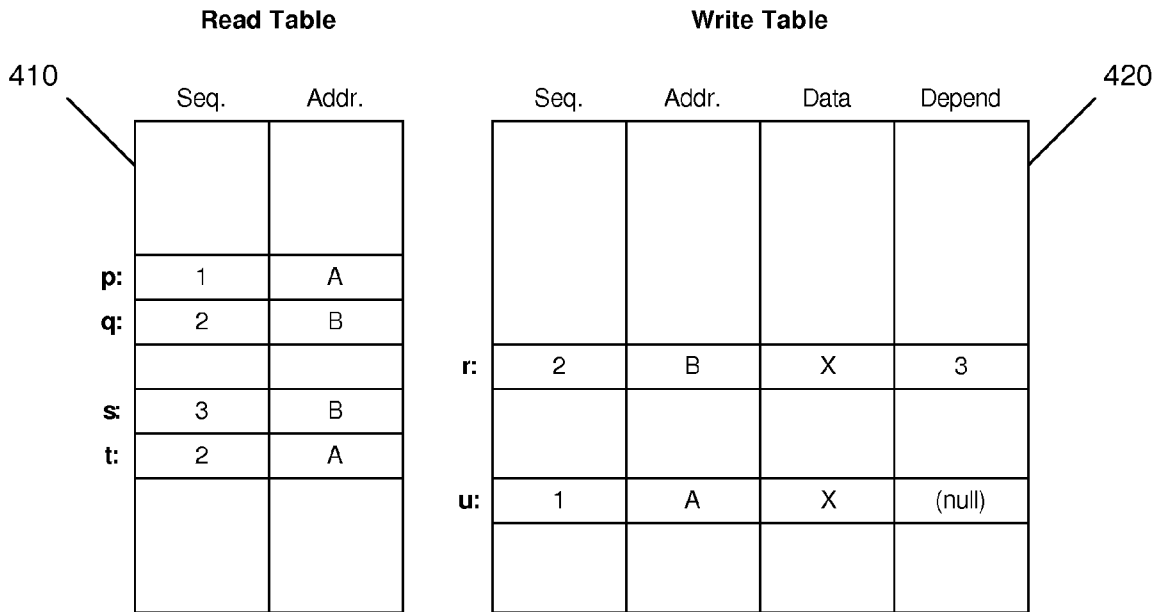 Read Table Write Table
410 420
Seq. Addr. Seq. Addr. Data Depend
p: 1 A
q: 2 B
r: 2 B X 3
s: 3 B
t: 2 A
u: 1 A X (null)